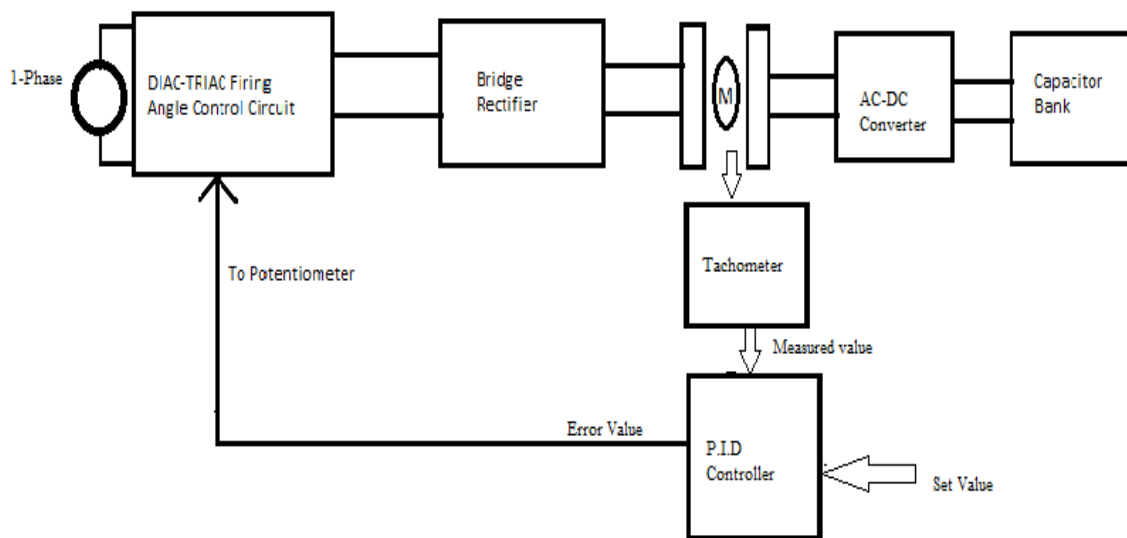 1-Phase
DIAC-TRIAC Firing
Angle Control Circuit
Bridge
Rectifier
M
AC-DC
Converter
Capacitor
Bank
To Potentiometer
Tachometer
Measured value
Error Value
P.I.D
Controller
Set Value